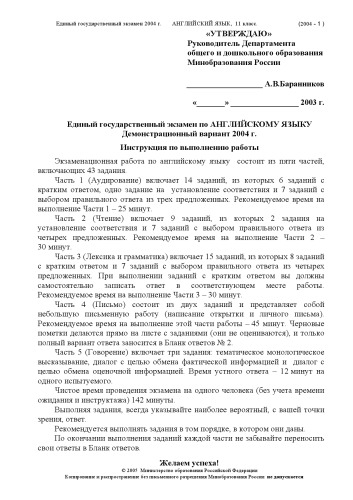 Единый государственный экзамен 2004 г. АНГЛИЙСКИЙ ЯЗЫК, 11 класс. (2004 - 1 )
«УТВЕРЖДАЮ»
Руководитель Департамента
общего и дошкольного образования
Минобразования России
____________________ А.В.Баранников
«_______» __________________ 2003 г.
Единый государственный экзамен по АНГЛИЙСКОМУ ЯЗЫКУ
Демонстрационный вариант 2004 г.
Инструкция по выполнению работы
Экзаменационная работа по английскому языку состоит из пяти частей,
включающих 43 задания.
Часть 1 (Аудирование) включает 14 заданий, из которых 6 заданий с
кратким ответом, одно задание на установление соответствия и 7 заданий с
выбором правильного ответа из трех предложенных. Рекомендуемое время на
выполнение Части 1 – 25 минут.
Часть 2 (Чтение) включает 9 заданий, из которых 2 задания на
установление соответствия и 7 заданий с выбором правильного ответа из
четырех предложенных. Рекомендуемое время на выполнение Части 2 –
30 минут.
Часть 3 (Лексика и грамматика) включает 15 заданий, из которых 8 заданий
с кратким ответом и 7 заданий с выбором правильного ответа из четырех
предложенных. При выполнении заданий с кратким ответом вы должны
самостоятельно записать ответ в соответствующем месте работы.
Рекомендуемое время на выполнение Части 3 – 30 минут.
Часть 4 (Письмо) состоит из двух заданий и представляет собой
небольшую письменную работу (написание открытки и личного письма).
Рекомендуемое время на выполнение этой части работы – 45 минут. Черновые
пометки делаются прямо на листе с заданиями (они не оцениваются), и только
полный вариант ответа заносится в Бланк ответов № 2.
Часть 5 (Говорение) включает три задания: тематическое монологическое
высказывание, диалог с целью обмена фактической информацией и диалог с
целью обмена оценочной информацией. Время устного ответа – 12 минут на
одного испытуемого.
Чистое время проведения экзамена на одного человека (без учета времени
ожидания и инструктажа) 142 минуты.
Выполняя задания, всегда указывайте наиболее вероятный, с вашей точки
зрения, ответ.
Рекомендуется выполнять задания в том порядке, в котором они даны.
По окончании выполнения заданий каждой части не забывайте переносить
свои ответы в Бланк ответов.
Желаем успеха!
© 2007 Министерство образования Российской Федерации
Копирование и распространение без письменного разрешения Минобразования России не допускается